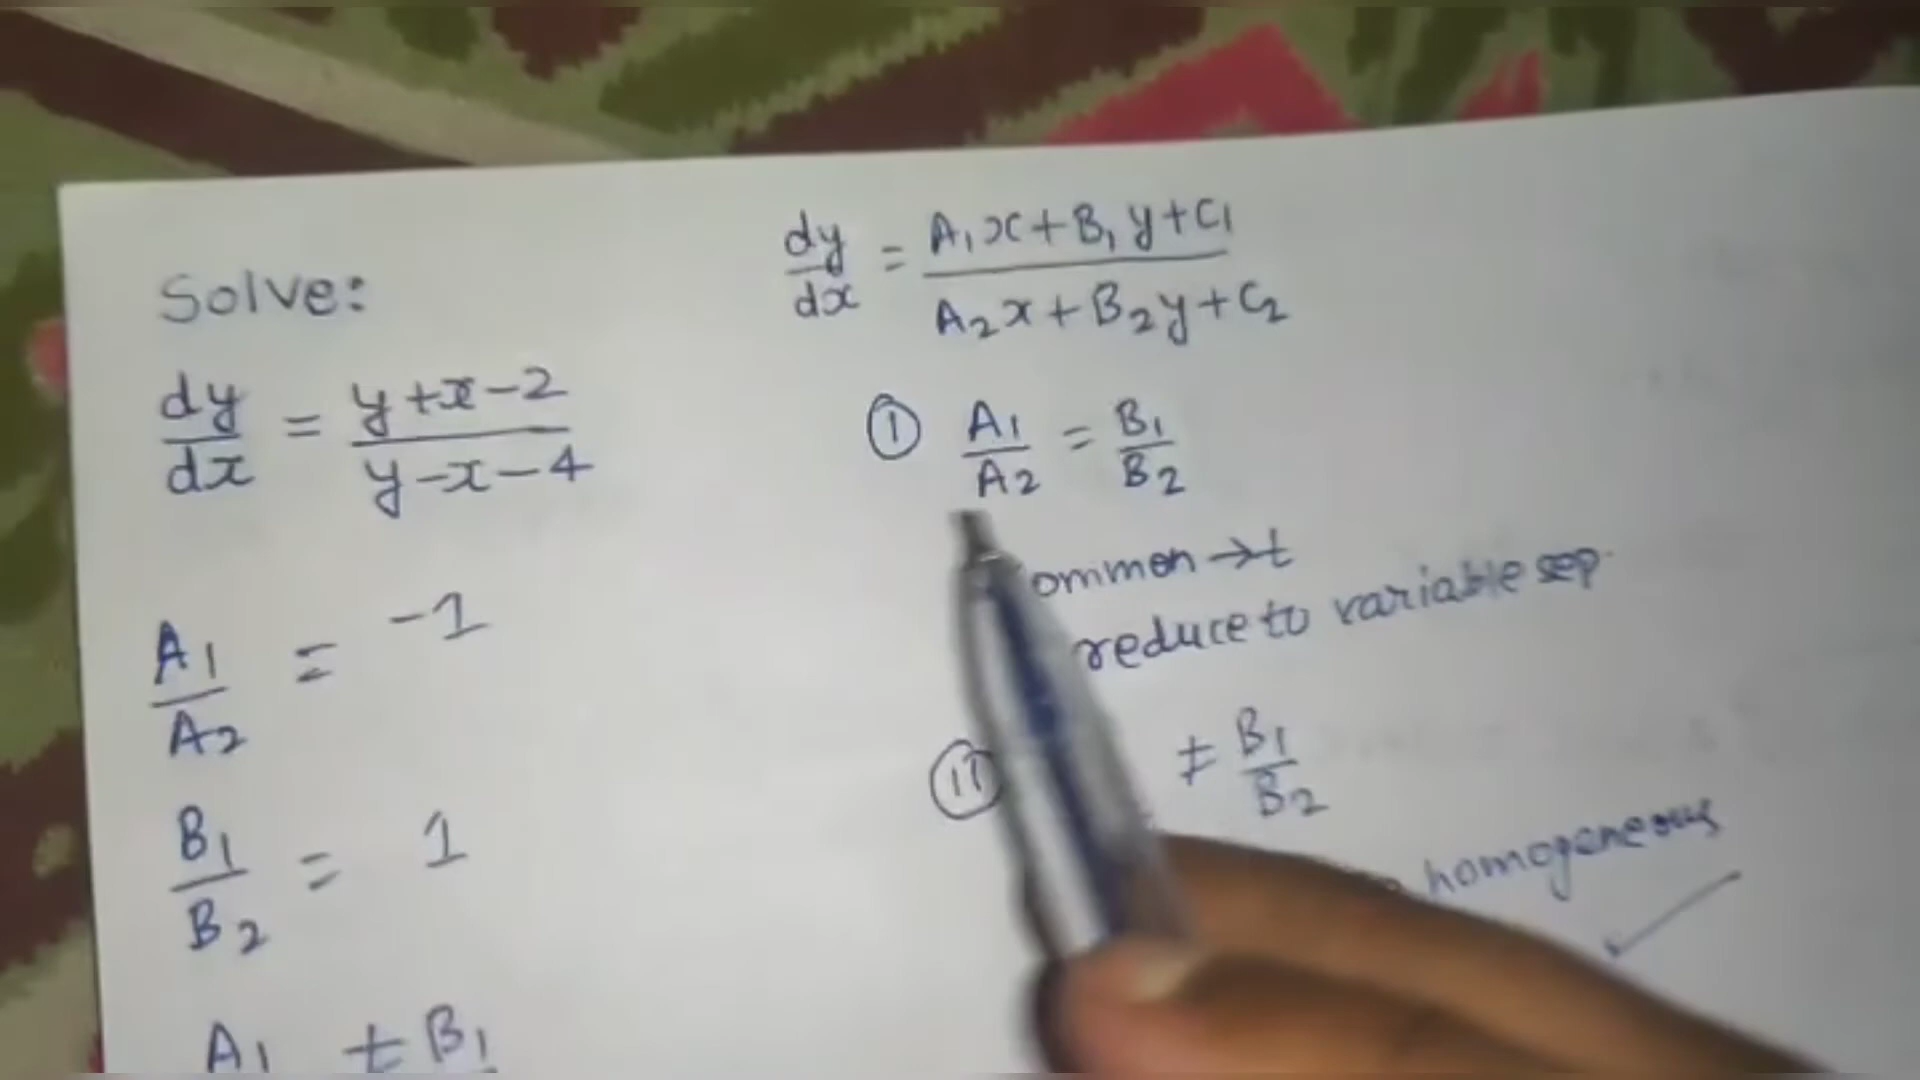 Solve:
dy/dx = y+x-2 / y-x-4
A1/A2 = -1
B1/B2 = 1
A1 ≠ B1
dy/dx = A1x+B1y+C1 / A2x+B2y+C2
① A1/A2 = B1/B2
ommon→t
reduce to variable sep.
② ≠ B1/B2
homogeneous